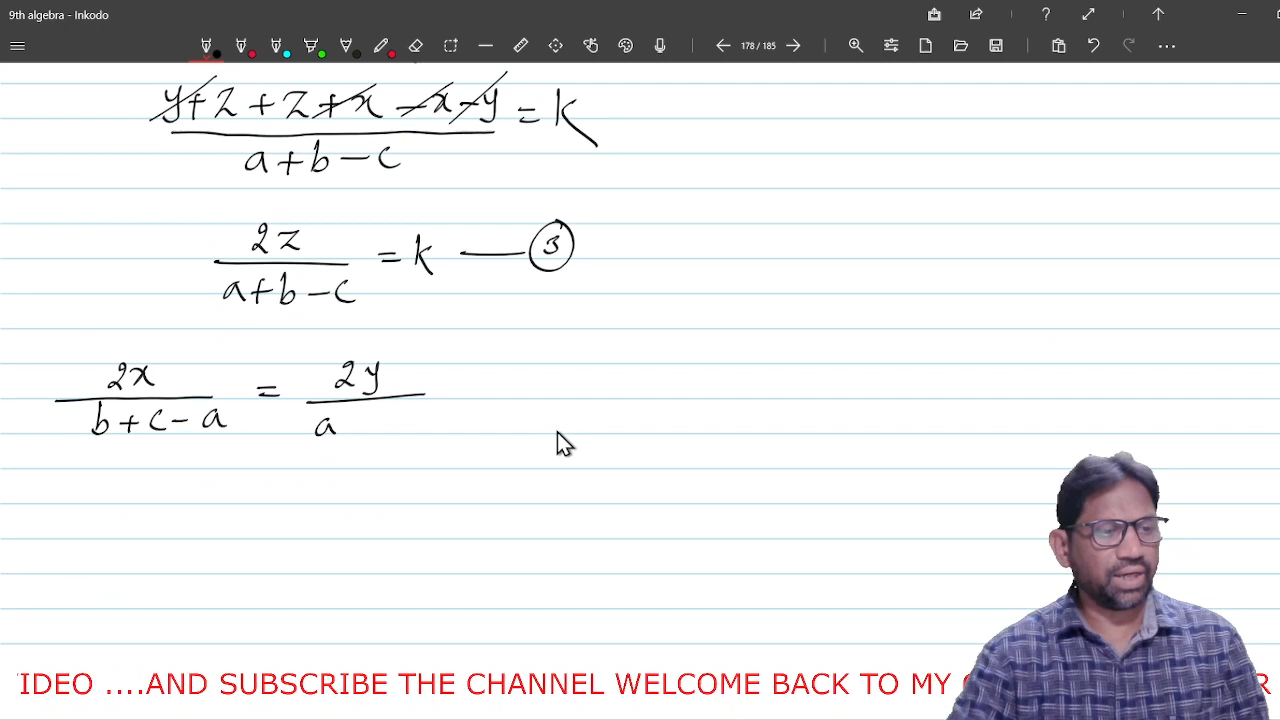 9th algebra - Inkodo
178 / 185
y+z+z+x-x-y = k
a+b-c
2z = k — 3
a+b-c
2x = 2y
b+c-a a
IDEO ....AND SUBSCRIBE THE CHANNEL WELCOME BACK TO MY